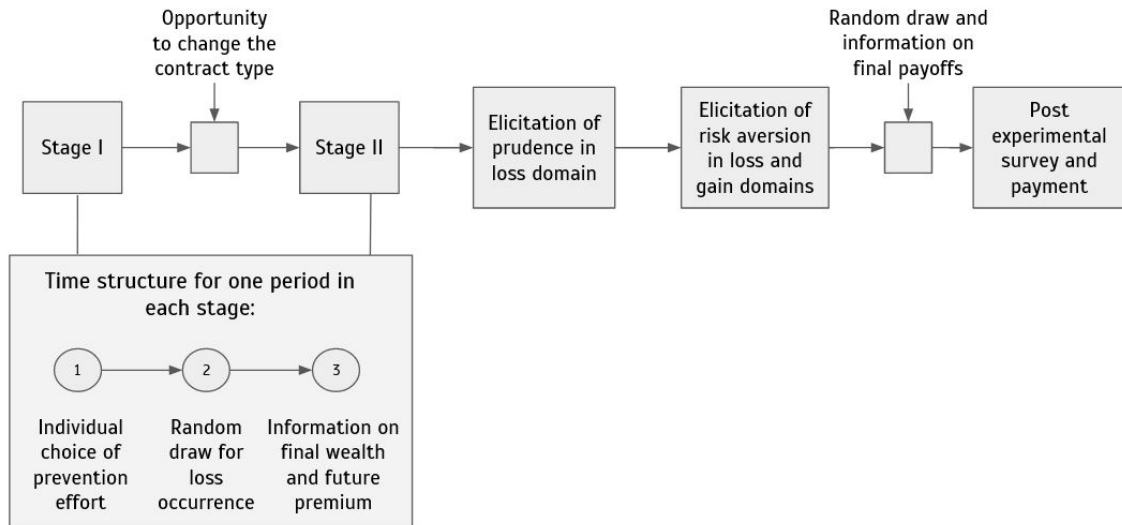 Opportunity
to change the
contract type
Random draw and
information on
final payoffs
Stage I
Stage II
Elicitation of
prudence in
loss domain
Elicitation of
risk aversion
in loss and
gain domains
Post
experimental
survey and
payment
Time structure for one period in
each stage:
1
2
3
Individual
choice of
prevention
effort
Random
draw for
loss
occurrence
Information on
final wealth
and future
premium